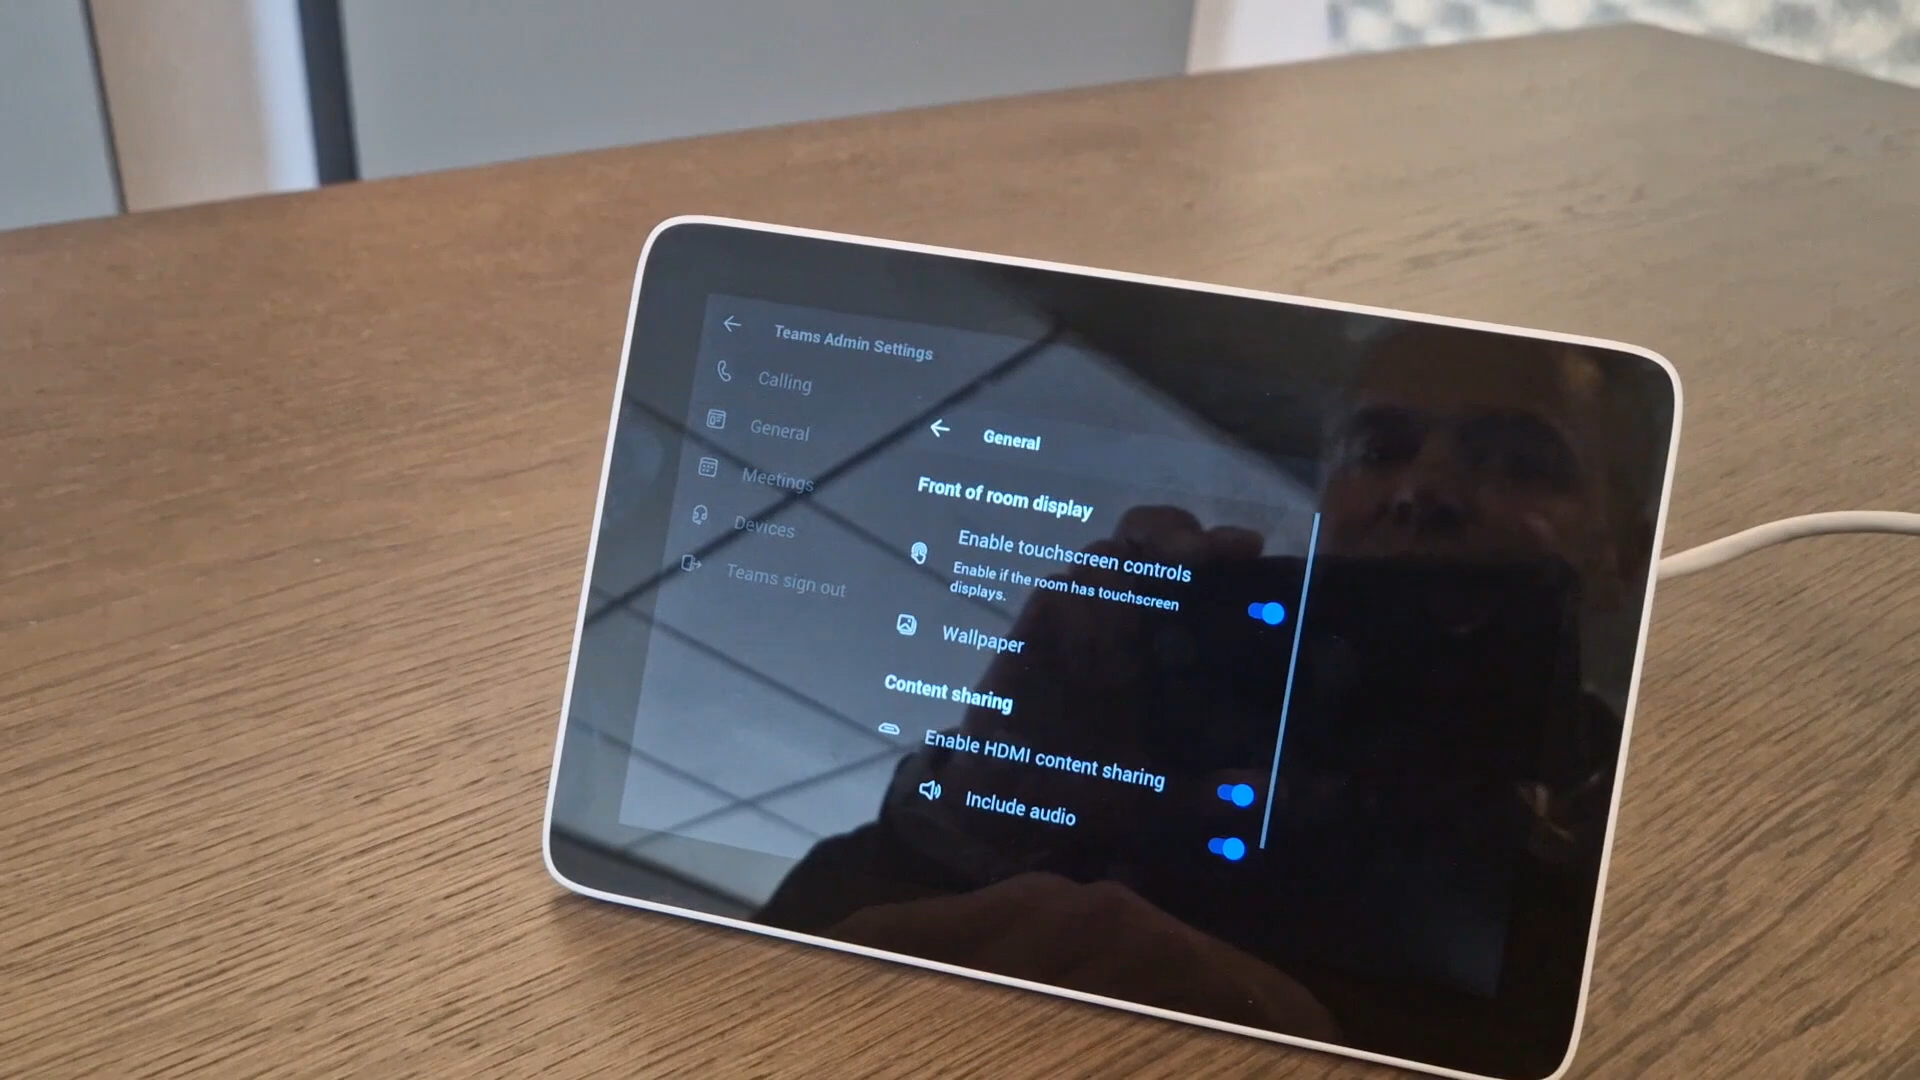 Teams Admin Settings
Calling
General
Meetings
Devices
Teams sign out
General
Front of room display
Enable touchscreen controls
Enable if the room has touchscreen
displays.
Wallpaper
Content sharing
Enable HDMI content sharing
Include audio